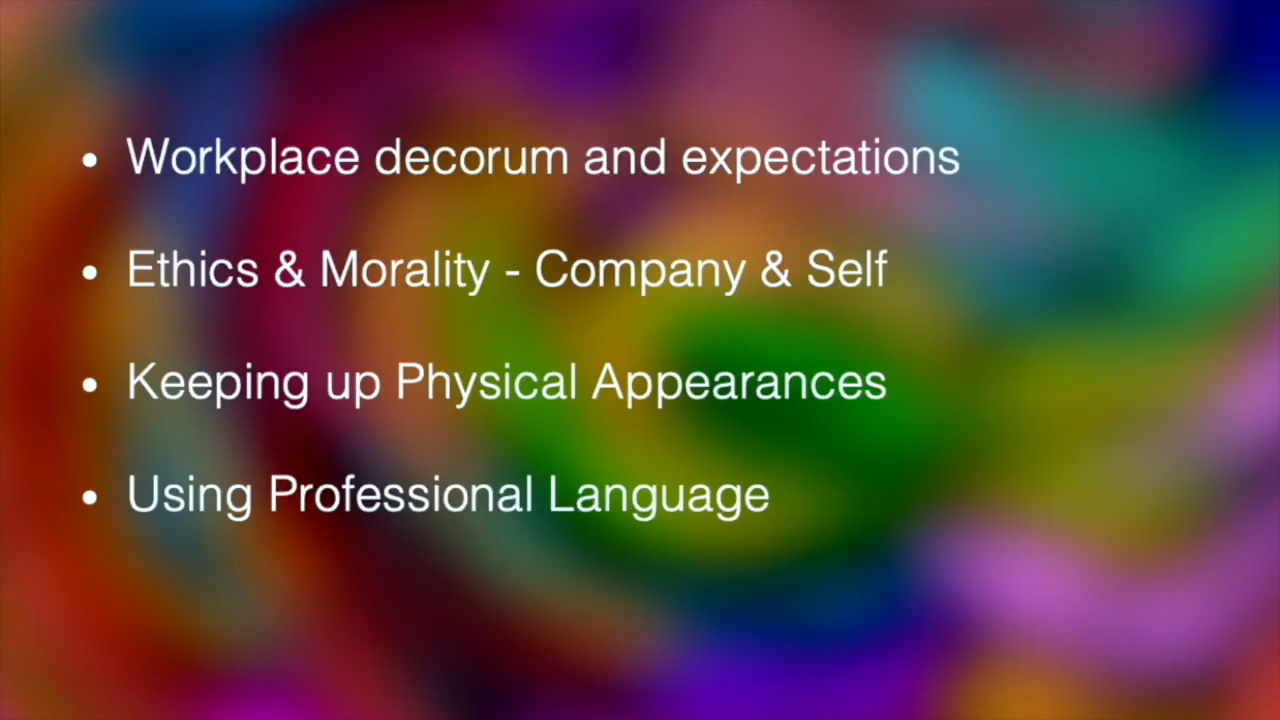 • Workplace decorum and expectations
• Ethics & Morality - Company & Self
• Keeping up Physical Appearances
• Using Professional Language